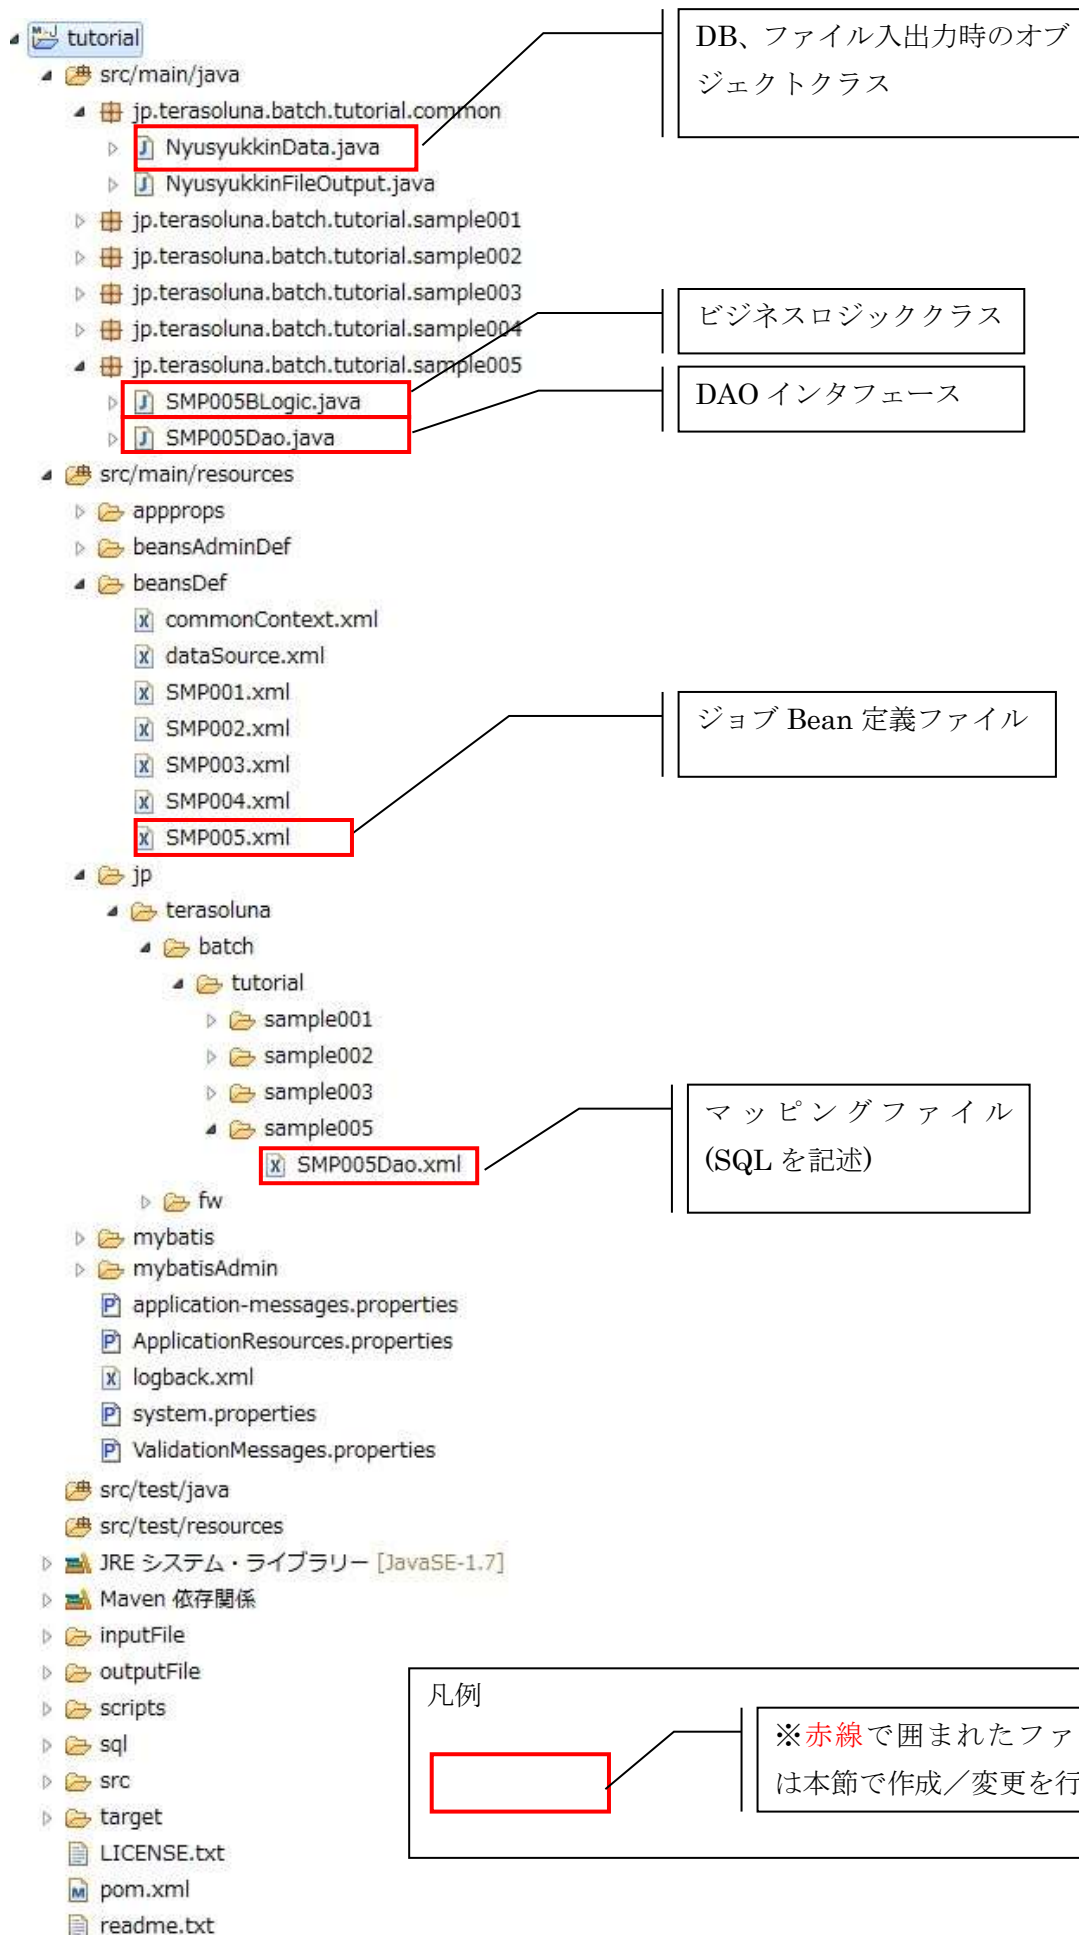 tutorial
DB、ファイル入出力時のオブ
ジェクトクラス
src/main/java
jp.terasoluna.batch.tutorial.common
NyusyukkinData.java
NyusyukkinFileOutput.java
jp.terasoluna.batch.tutorial.sample001
jp.terasoluna.batch.tutorial.sample002
jp.terasoluna.batch.tutorial.sample003
ビジネスロジッククラス
jp.terasoluna.batch.tutorial.sample004
jp.terasoluna.batch.tutorial.sample005
SMP005BLogic.java
DAO インタフェース
SMP005Dao.java
src/main/resources
appprops
beansAdminDef
beansDef
commonContext.xml
dataSource.xml
SMP001.xml
SMP002.xml
ジョブ Bean 定義ファイル
SMP003.xml
SMP004.xml
SMP005.xml
jp
terasoluna
batch
tutorial
sample001
sample002
sample003
sample005
マッピングファイル
(SQL を記述)
SMP005Dao.xml
fw
mybatis
mybatisAdmin
application-messages.properties
ApplicationResources.properties
logback.xml
system.properties
ValidationMessages.properties
src/test/java
src/test/resources
JRE システム・ライブラリー [JavaSE-1.7]
Maven 依存関係
inputFile
outputFile
scripts
sql
src
target
LICENSE.txt
pom.xml
readme.txt
凡例
※赤線で囲まれたファ
は本節で作成／変更を行